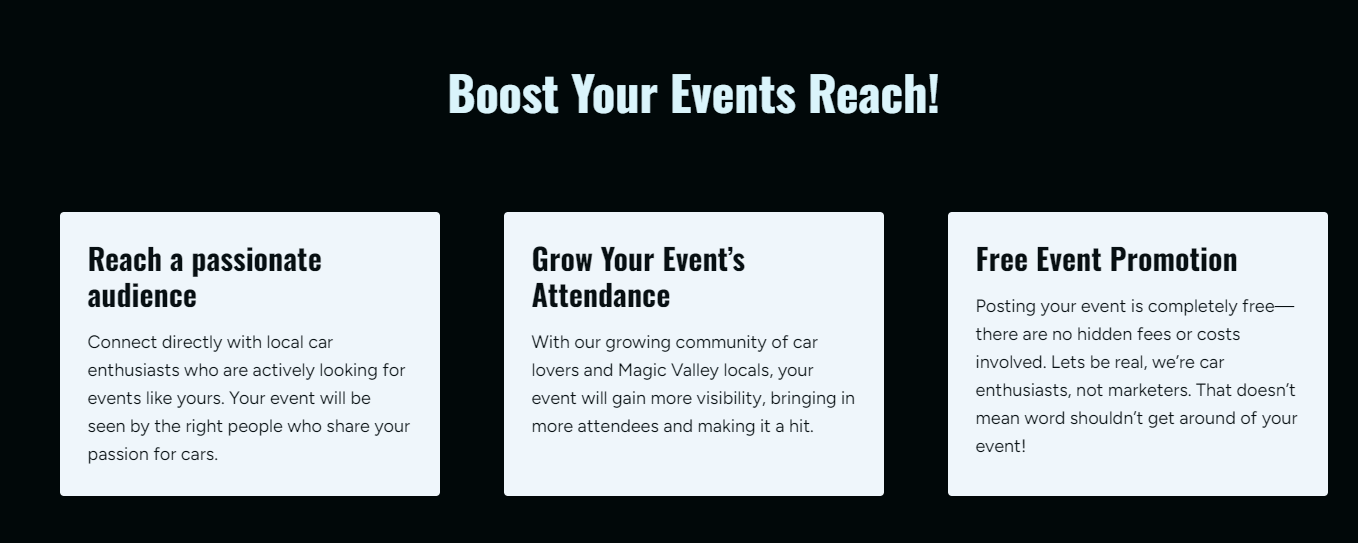 Boost Your Events Reach!
Reach a passionate
audience
Connect directly with local car
enthusiasts who are actively looking for
events like yours. Your event will be
seen by the right people who share your
passion for cars.
Grow Your Event’s
Attendance
With our growing community of car
lovers and Magic Valley locals, your
event will gain more visibility, bringing in
more attendees and making it a hit.
Free Event Promotion
Posting your event is completely free—
there are no hidden fees or costs
involved. Lets be real, we’re car
enthusiasts, not marketers. That doesn’t
mean word shouldn’t get around of your
event!